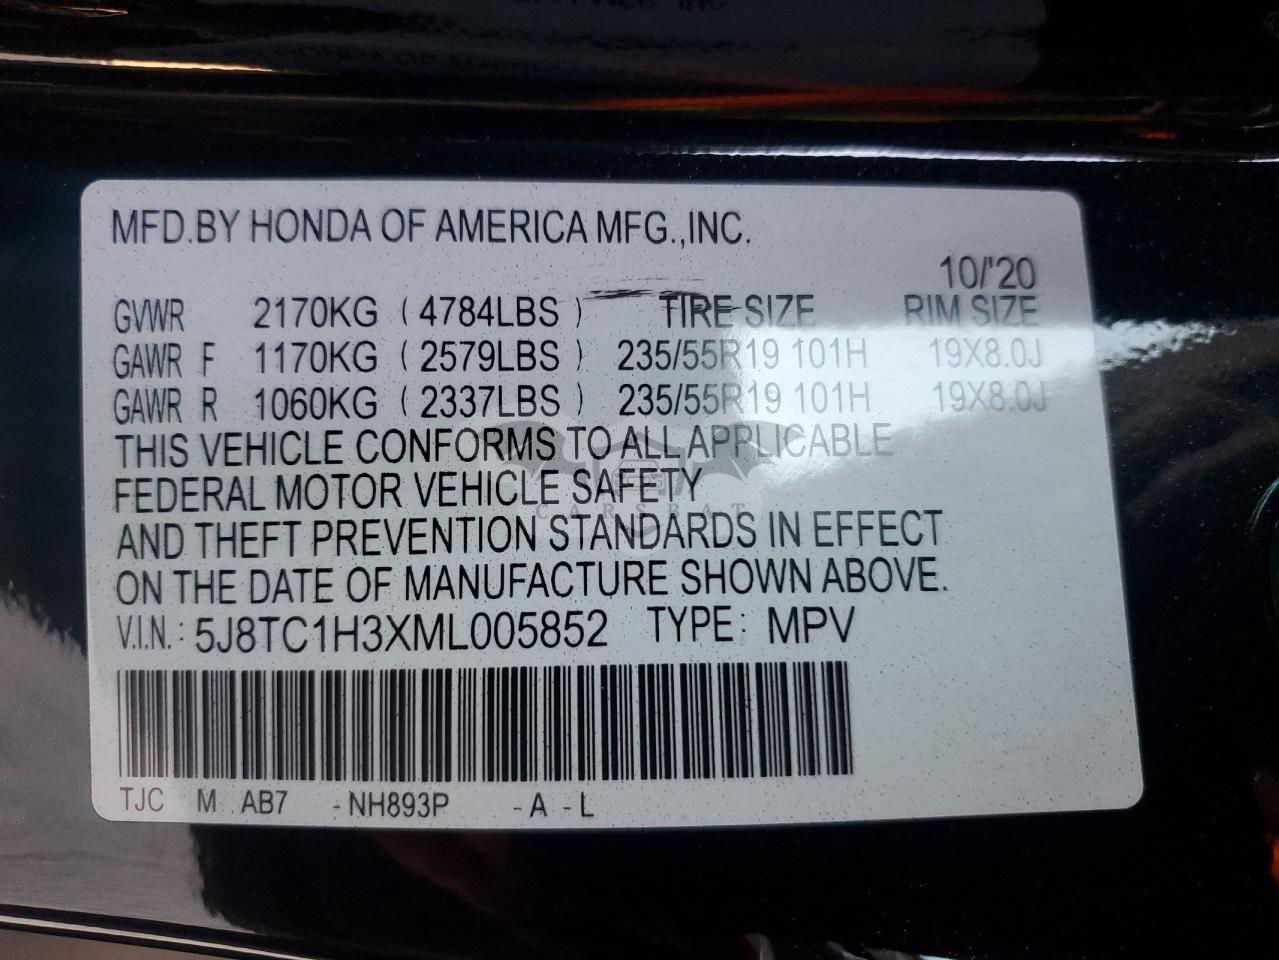 MFD.BY HONDA OF AMERICA MFG.,INC.
10/'20
GVWR 2170KG ( 4784LBS ) TIRE SIZE RIM SIZE
GAWR F 1170KG ( 2579LBS ) 235/55R19 101H 19X8.0J
GAWR R 1060KG ( 2337LBS ) 235/55R19 101H 19X8.0J
THIS VEHICLE CONFORMS TO ALL APPLICABLE
FEDERAL MOTOR VEHICLE SAFETY
AND THEFT PREVENTION STANDARDS IN EFFECT
ON THE DATE OF MANUFACTURE SHOWN ABOVE.
V.I.N.: 5J8TC1H3XML005852 TYPE: MPV
TJC M AB7 -NH893P -A -L
CARSBAT